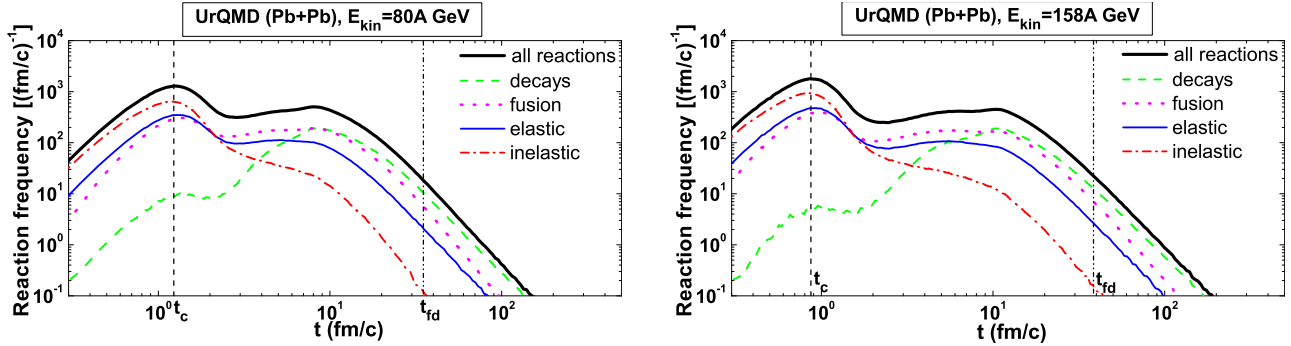 UrQMD (Pb+Pb), E_kin=80A GeV
Reaction frequency [(fm/c)^-1]
10^4
10^3
10^2
10^1
10^0
10^-1
all reactions
decays
fusion
elastic
inelastic
10^0 t_c 10^1 t_fd 10^2
t (fm/c)
UrQMD (Pb+Pb), E_kin=158A GeV
Reaction frequency [(fm/c)^-1]
10^4
10^3
10^2
10^1
10^0
10^-1
all reactions
decays
fusion
elastic
inelastic
t_c t_fd
10^0 10^1 10^2
t (fm/c)